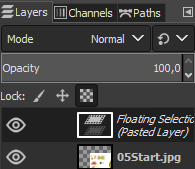 Layers Channels Paths
Mode Normal
Opacity 100,0
Lock:
Floating Selection
(Pasted Layer)
05Start.jpg